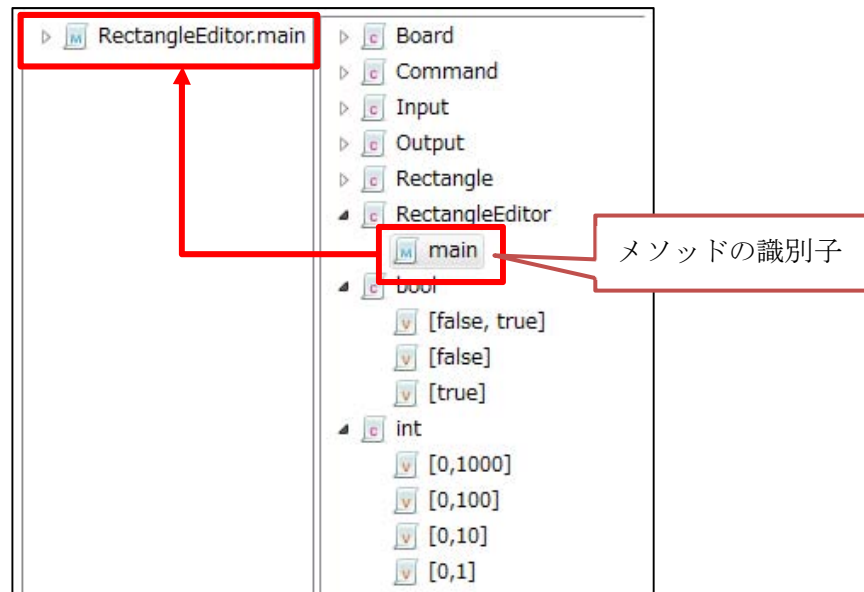 RectangleEditor.main
Board
Command
Input
Output
Rectangle
RectangleEditor
main
メソッドの識別子
bool
[false, true]
[false]
[true]
int
[0,1000]
[0,100]
[0,10]
[0,1]